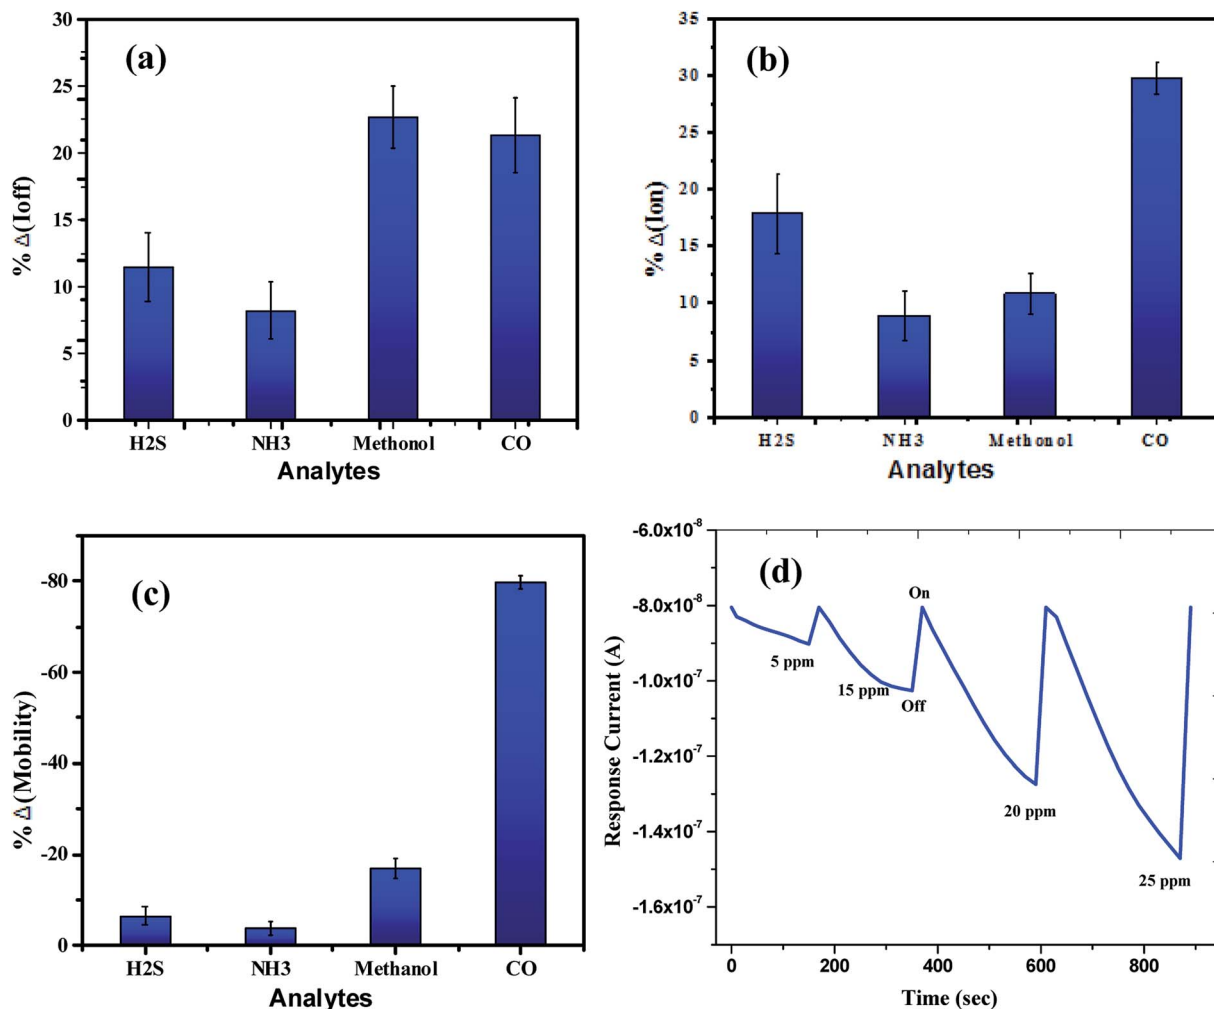 (a)
% Δ(Ioff)
30
25
20
15
10
5
0
H2S NH3 Methonol CO
Analytes
(b)
% Δ(Ion)
35
30
25
20
15
10
5
0
H2S NH3 Methonol CO
Analytes
(c)
% Δ(Mobility)
-80
-60
-40
-20
0
H2S NH3 Methanol CO
Analytes
(d)
Response Current (A)
-6.0x10⁻⁸
-8.0x10⁻⁸
-1.0x10⁻⁷
-1.2x10⁻⁷
-1.4x10⁻⁷
-1.6x10⁻⁷
On
5 ppm
15 ppm
Off
20 ppm
25 ppm
0 200 400 600 800
Time (sec)